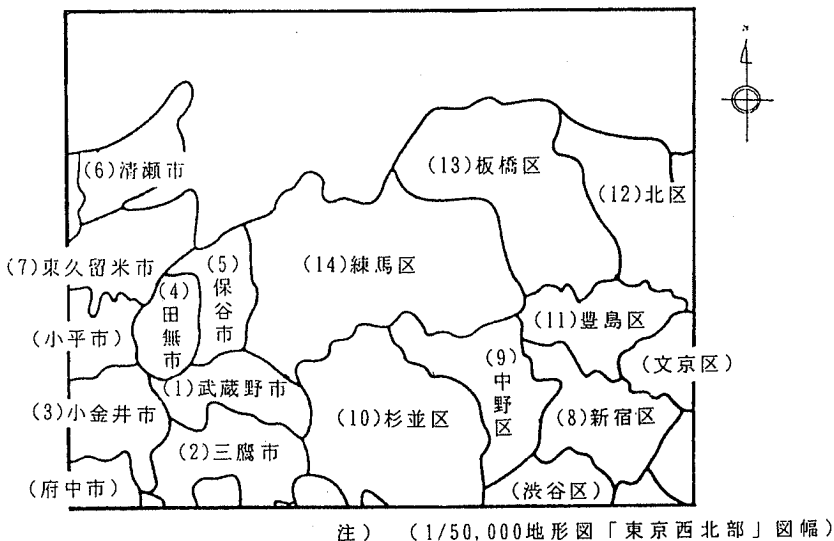 N
(6)清瀬市
(13)板橋区
(12)北区
(7)東久留米市
(5)保谷市
(14)練馬区
(4)田無市
(11)豊島区
(小平市)
(文京区)
(9)中野区
(1)武蔵野市
(3)小金井市
(10)杉並区
(8)新宿区
(2)三鷹市
(府中市)
(渋谷区)
注) (1/50,000地形図「東京西北部」図幅)